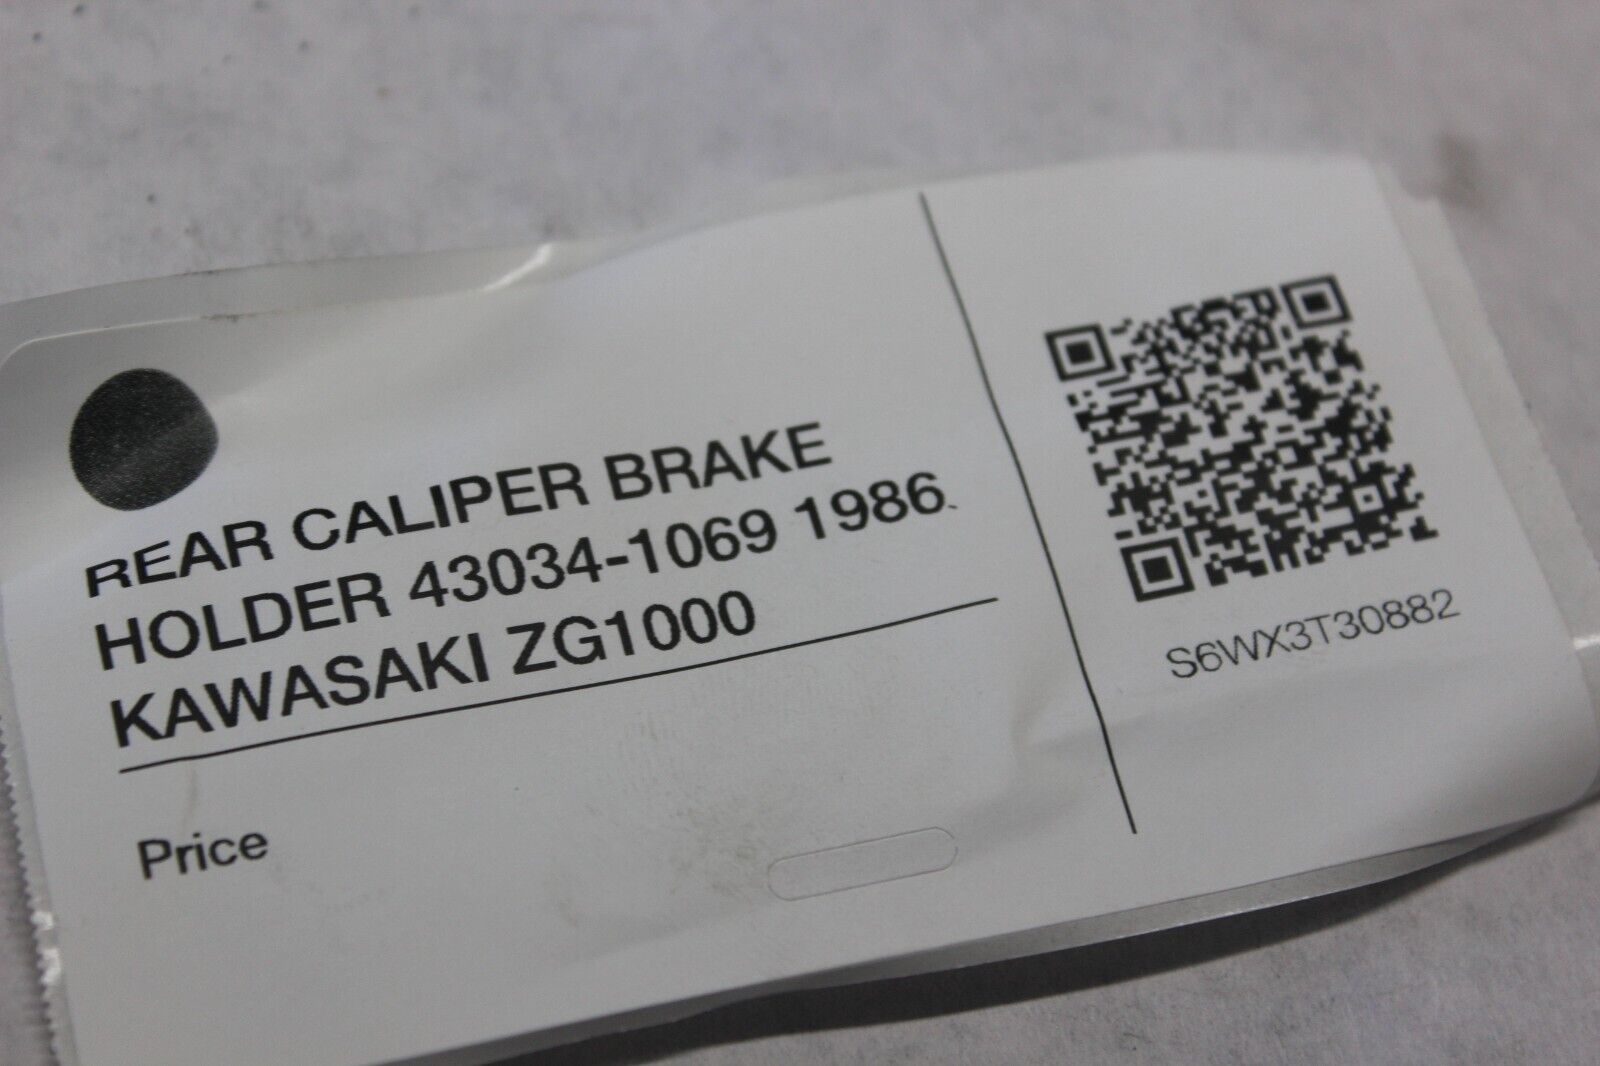 REAR CALIPER BRAKE
HOLDER 43034-1069 1986
KAWASAKI ZG1000
Price
S6WX3T30882